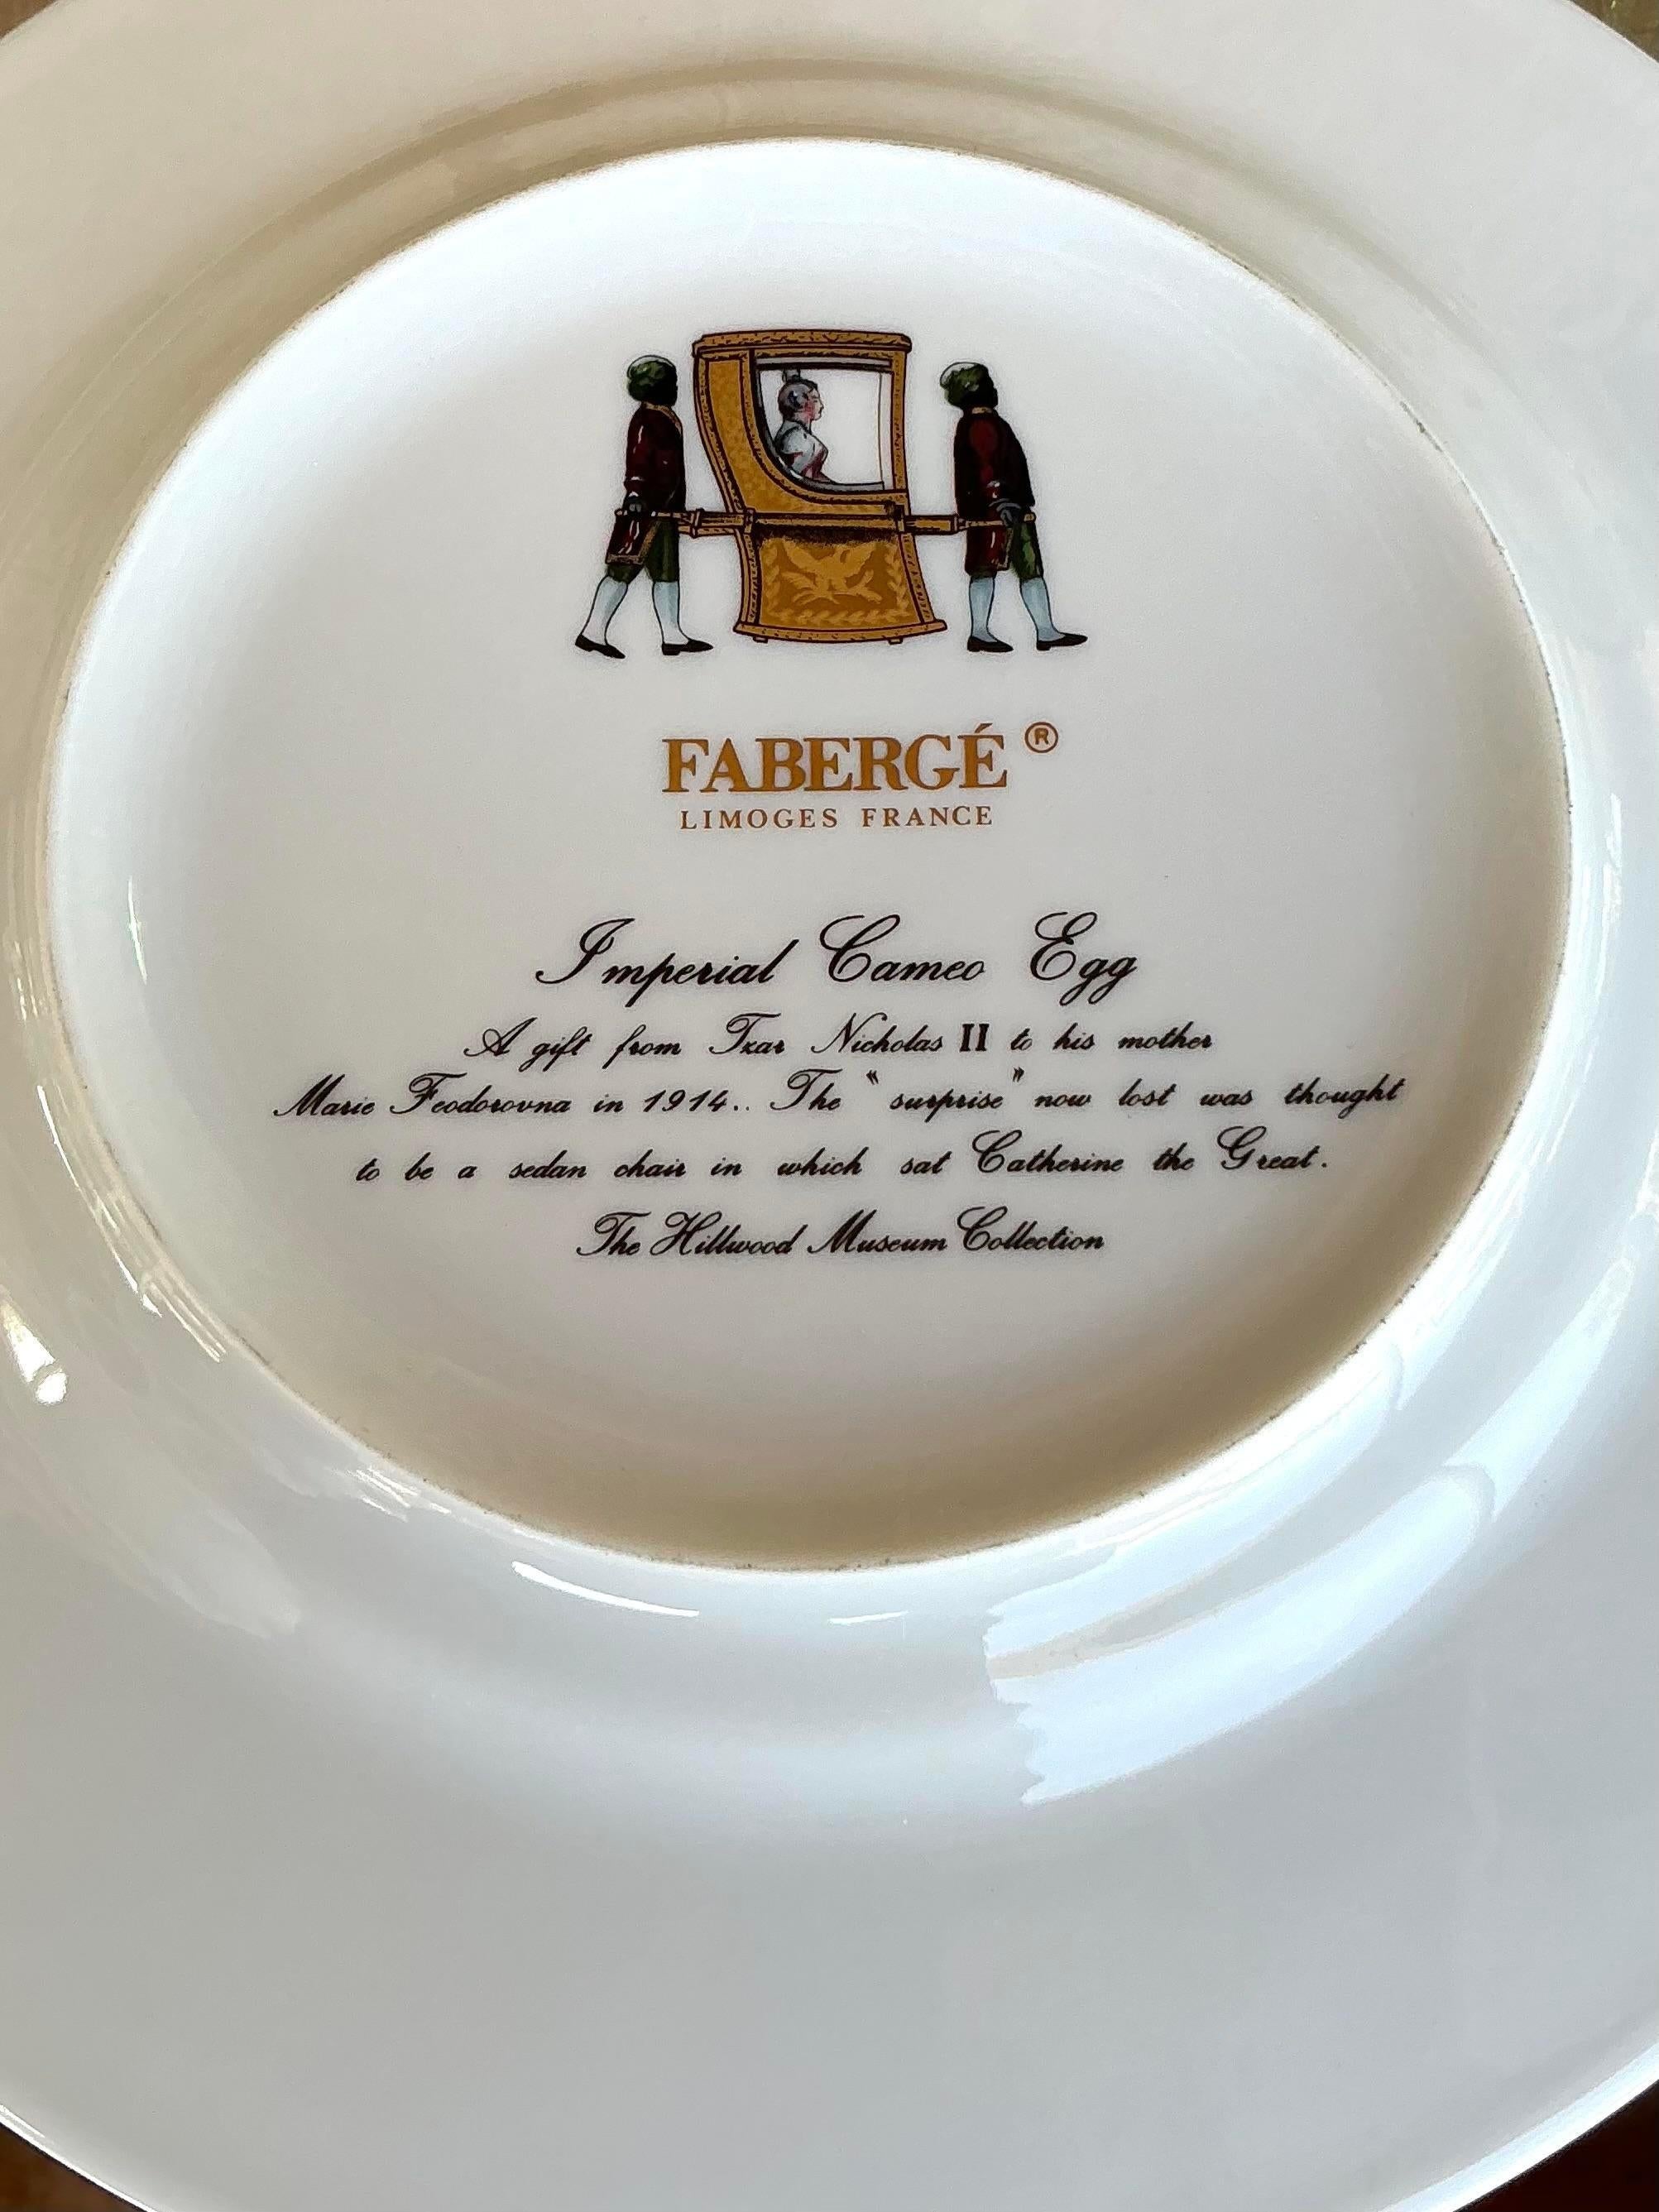 FABERGÉ ®
LIMOGES FRANCE
Imperial Cameo Egg
A gift from Tzar Nicholas II to his mother
Marie Feodorovna in 1914.. The "surprise" now lost was thought
to be a sedan chair in which sat Catherine the Great.
The Hillwood Museum Collection